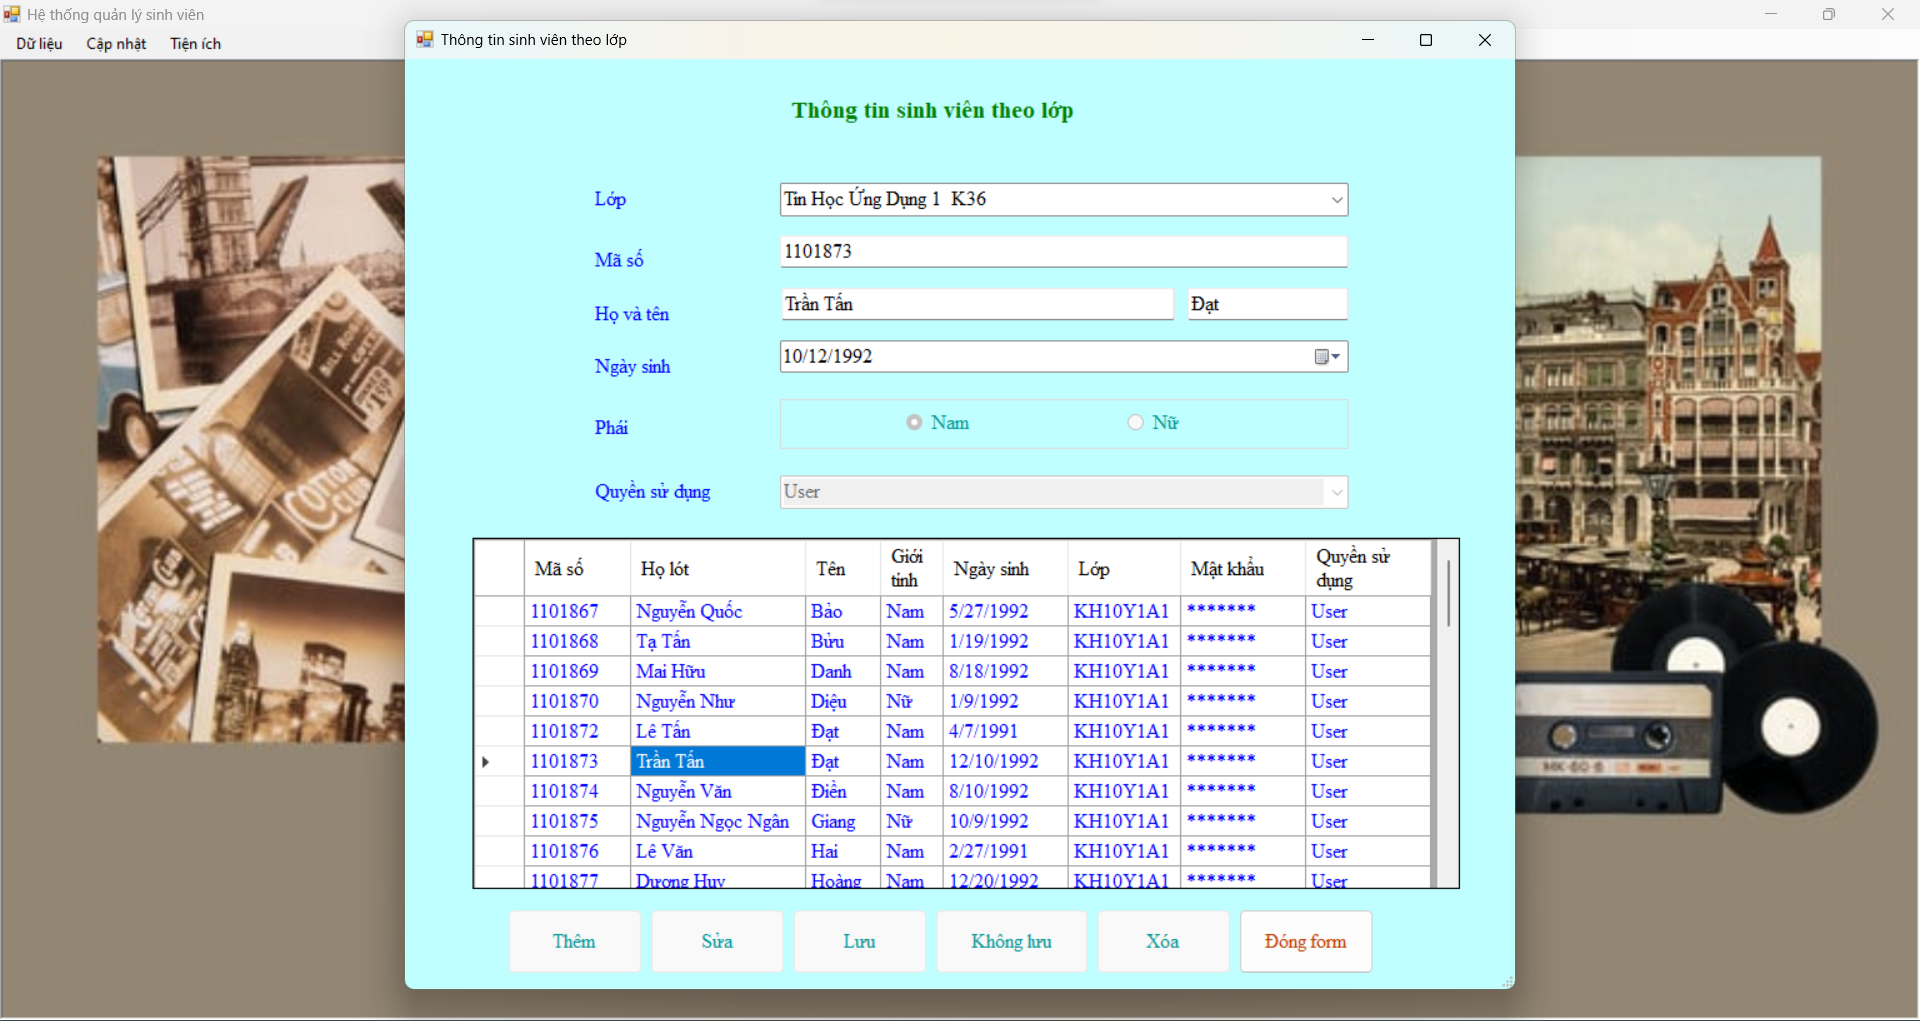 Hệ thống quản lý sinh viên
Dữ liệu Cập nhật Tiện ích
Thông tin sinh viên theo lớp
Thông tin sinh viên theo lớp
Lớp Tin Học Ứng Dụng 1 K36
Mã số 1101873
Họ và tên Trần Tấn Đạt
Ngày sinh 10/12/1992
Phái Nam Nữ
Quyền sử dụng User
Mã số Họ lót Tên Giới tính Ngày sinh Lớp Mật khẩu Quyền sử dụng
1101867 Nguyễn Quốc Bảo Nam 5/27/1992 KH10Y1A1 ******* User
1101868 Tạ Tấn Bửu Nam 1/19/1992 KH10Y1A1 ******* User
1101869 Mai Hữu Danh Nam 8/18/1992 KH10Y1A1 ******* User
1101870 Nguyễn Như Diệu Nữ 1/9/1992 KH10Y1A1 ******* User
1101872 Lê Tấn Đạt Nam 4/7/1991 KH10Y1A1 ******* User
1101873 Trần Tấn Đạt Nam 12/10/1992 KH10Y1A1 ******* User
1101874 Nguyễn Văn Điền Nam 8/10/1992 KH10Y1A1 ******* User
1101875 Nguyễn Ngọc Ngân Giang Nữ 10/9/1992 KH10Y1A1 ******* User
1101876 Lê Văn Hai Nam 2/27/1991 KH10Y1A1 ******* User
1101877 Dương Huy Hoàng Nam 12/20/1992 KH10Y1A1 ******* User
Thêm Sửa Lưu Không lưu Xóa Đóng form
COTTON
CLUB